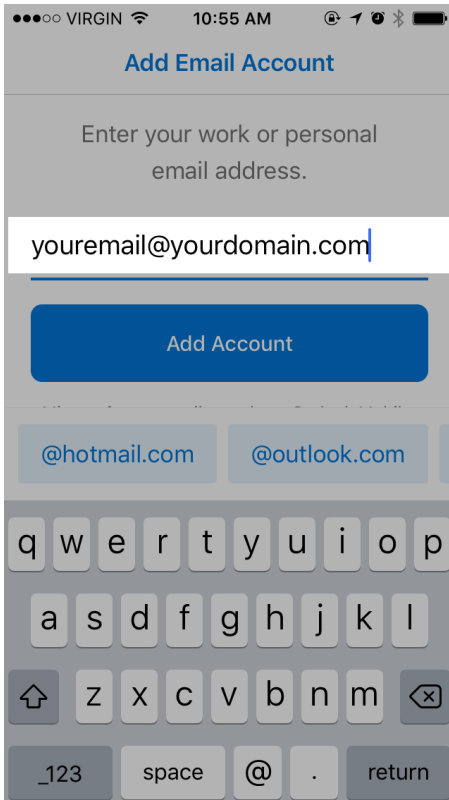 VIRGIN 10:55 AM
Add Email Account
Enter your work or personal
email address.
youremail@yourdomain.com
Add Account
@hotmail.com @outlook.com
q w e r t y u i o p
a s d f g h j k l
z x c v b n m
_123 space @ . return